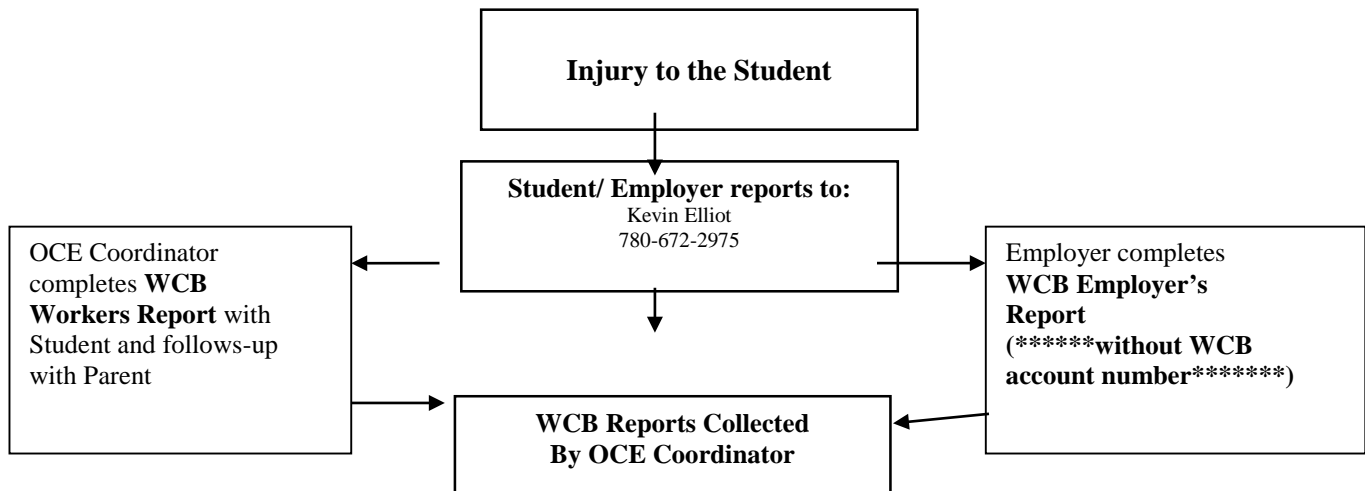 Injury to the Student
Student/ Employer reports to:
Kevin Elliot
780-672-2975
OCE Coordinator
completes WCB
Workers Report with
Student and follows-up
with Parent
Employer completes
WCB Employer’s
Report
(******without WCB
account number*******)
WCB Reports Collected
By OCE Coordinator